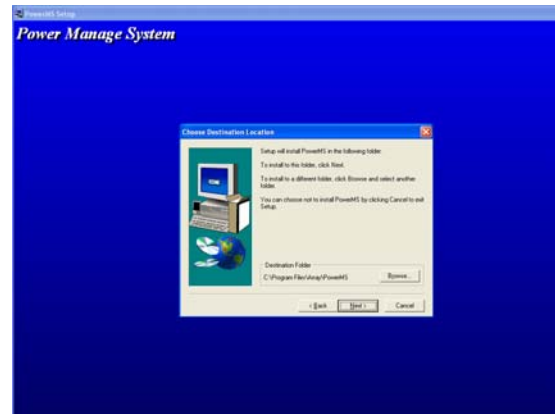 PowerMS Setup
Power Manage System
Choose Destination Location
Setup will install PowerMS in the following folder.
To install to this folder, click Next.
To install to a different folder, click Browse and select another
folder.
You can choose not to install PowerMS by clicking Cancel to exit
Setup.
Destination Folder
C:\Program Files\Array\PowerMS
Browse...
< Back
Next >
Cancel